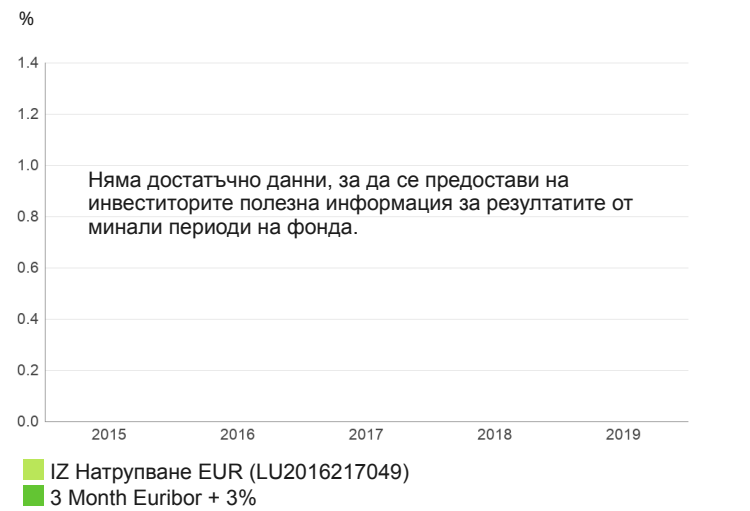 %
1.4
1.2
1.0
Няма достатъчно данни, за да се предостави на
инвеститорите полезна информация за резултатите от
минали периоди на фонда.
0.8
0.6
0.4
0.2
0.0
2015 2016 2017 2018 2019
IZ Натрупване EUR (LU2016217049)
3 Month Euribor + 3%